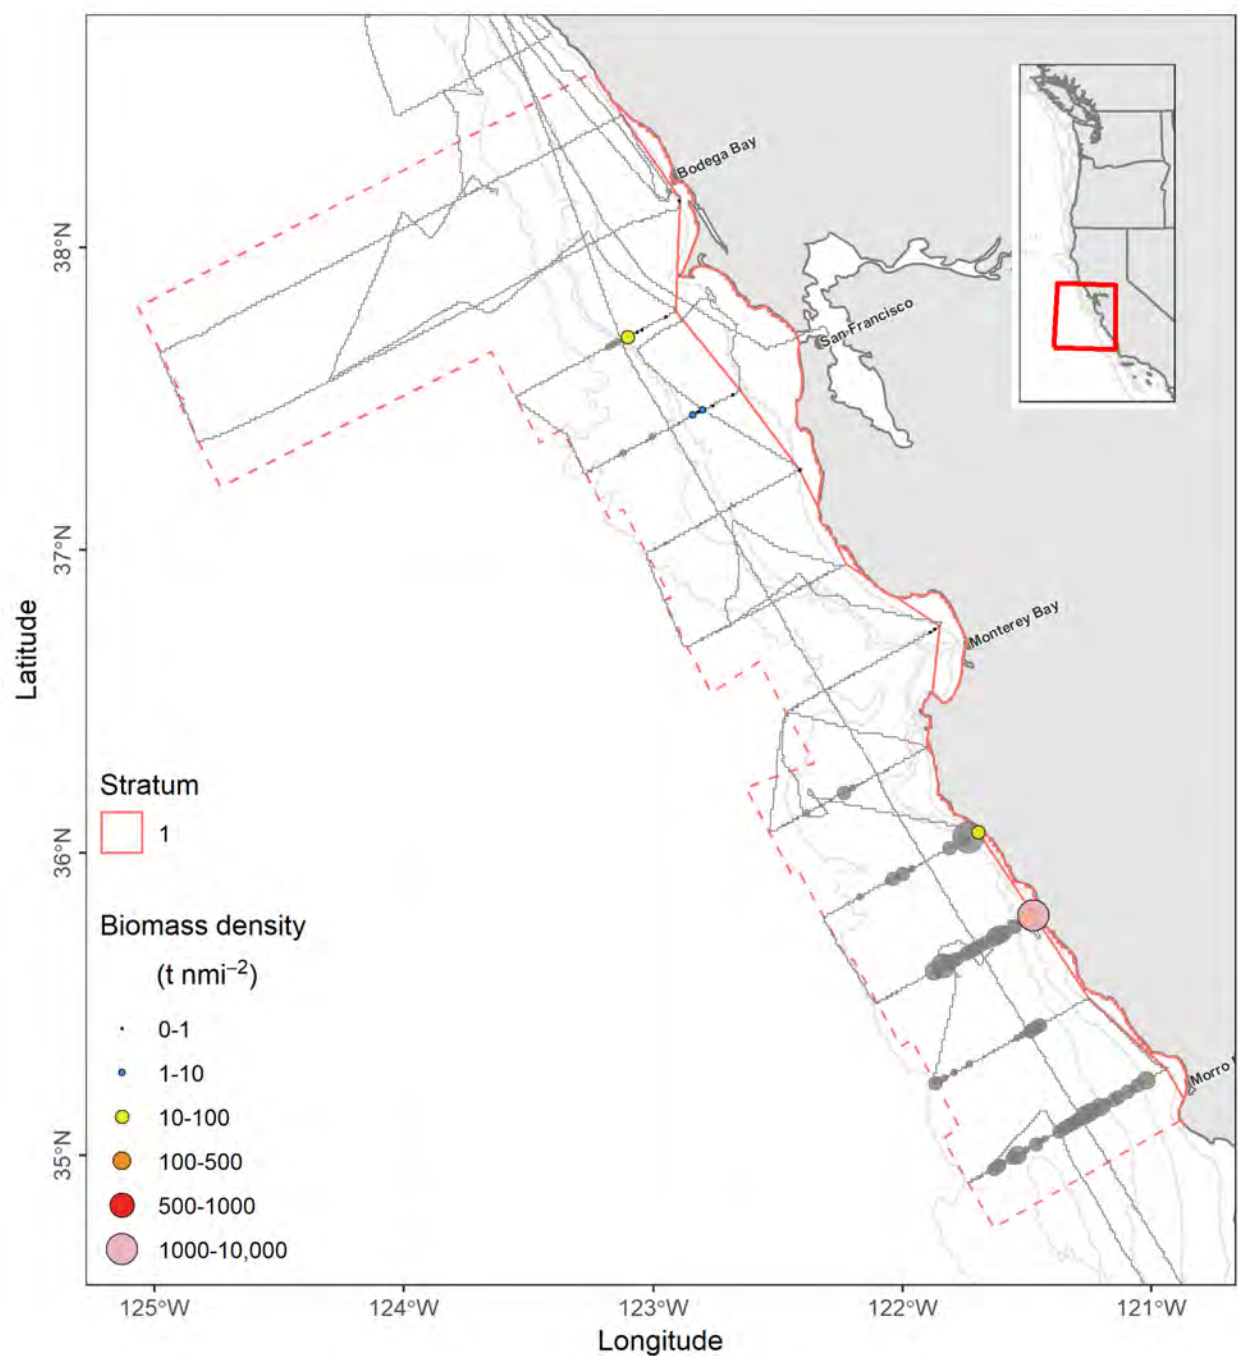 Bodega Bay
38°N
San Francisco
37°N
Monterey Bay
Latitude
Stratum
1
36°N
Biomass density
(t nmi−2)
0-1
1-10
Morro
10-100
35°N
100-500
500-1000
1000-10,000
125°W 124°W 123°W 122°W 121°W
Longitude